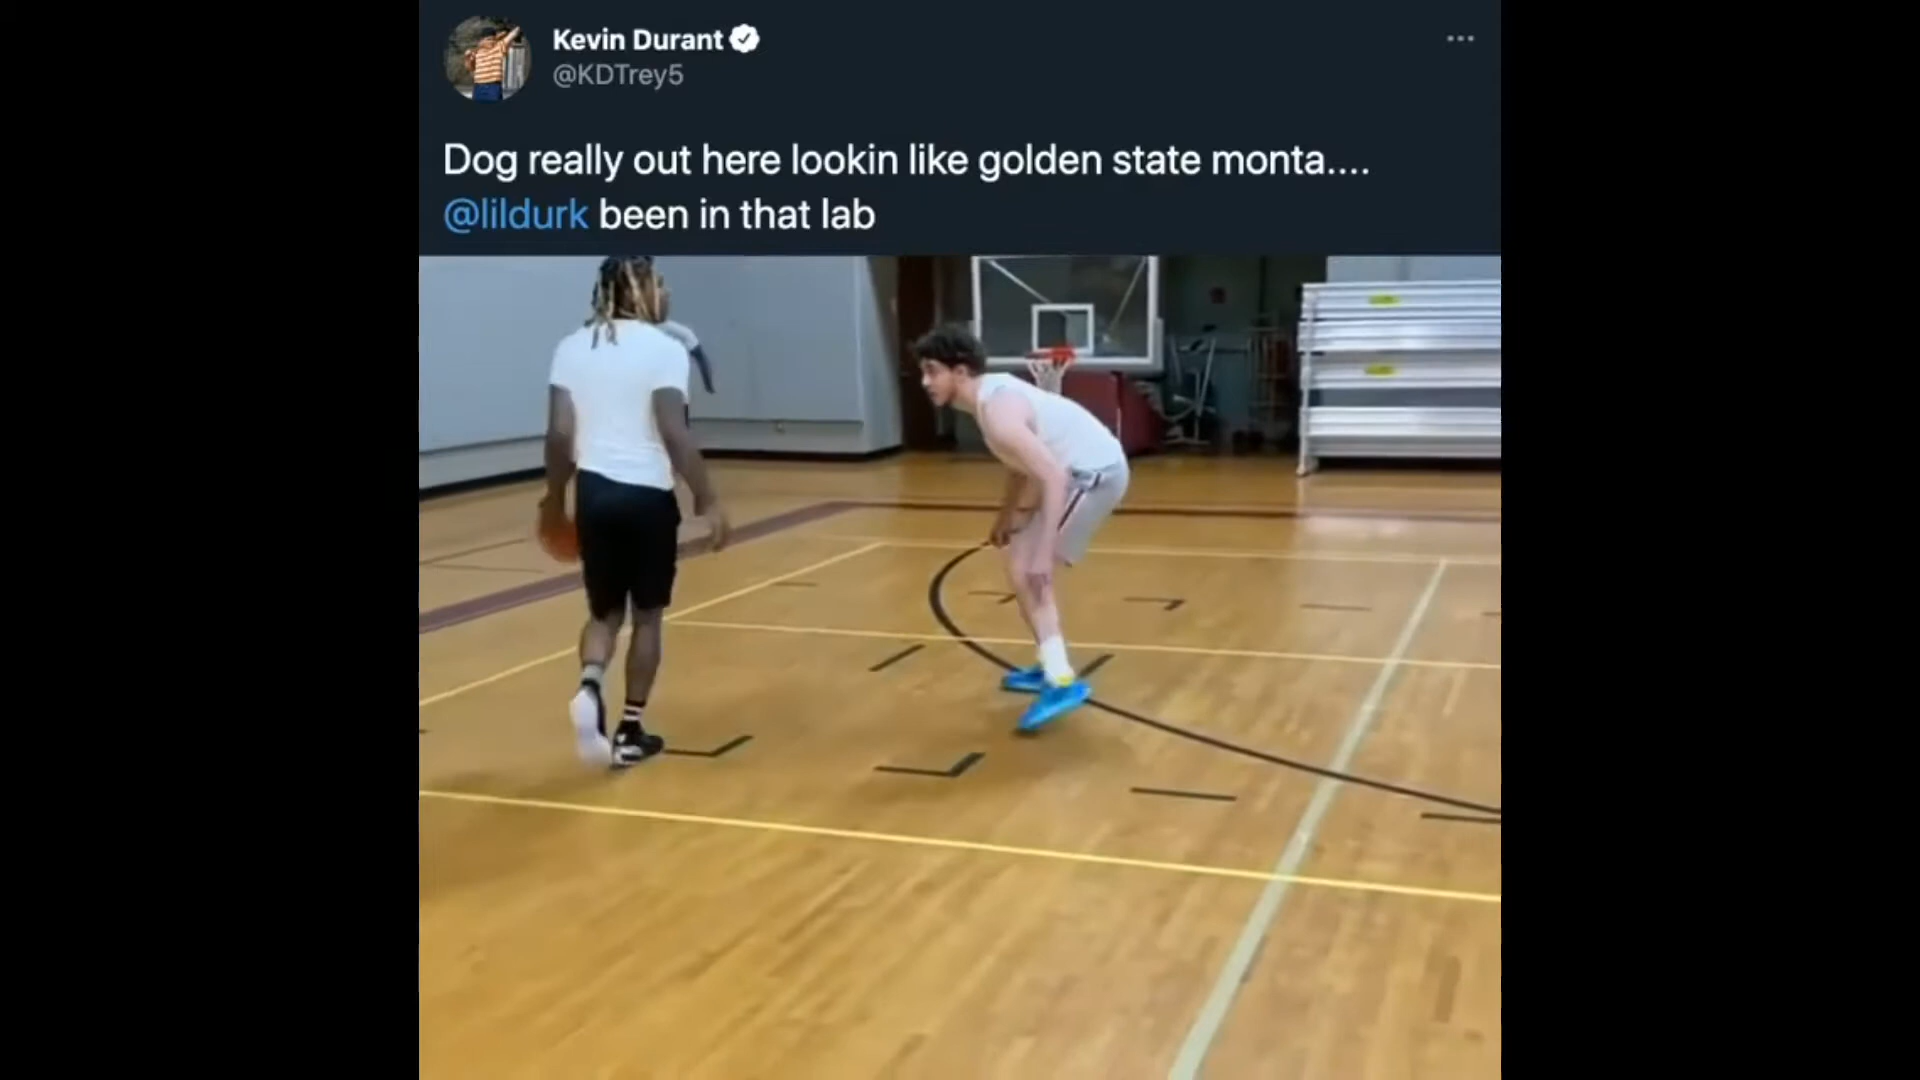 Kevin Durant
@KDTrey5
Dog really out here lookin like golden state monta....
@lildurk been in that lab